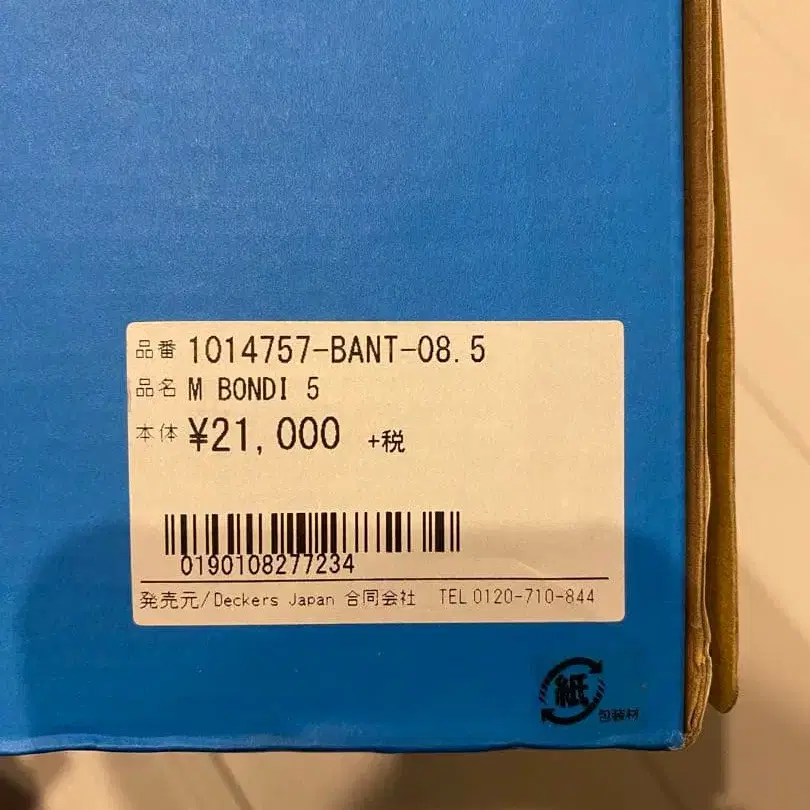 品番 1014757-BANT-08.5
品名 M BONDI 5
本体 ¥21,000 +税
0190108277234
発売元/Deckers Japan 合同会社 TEL 0120-710-844
紙
包装材